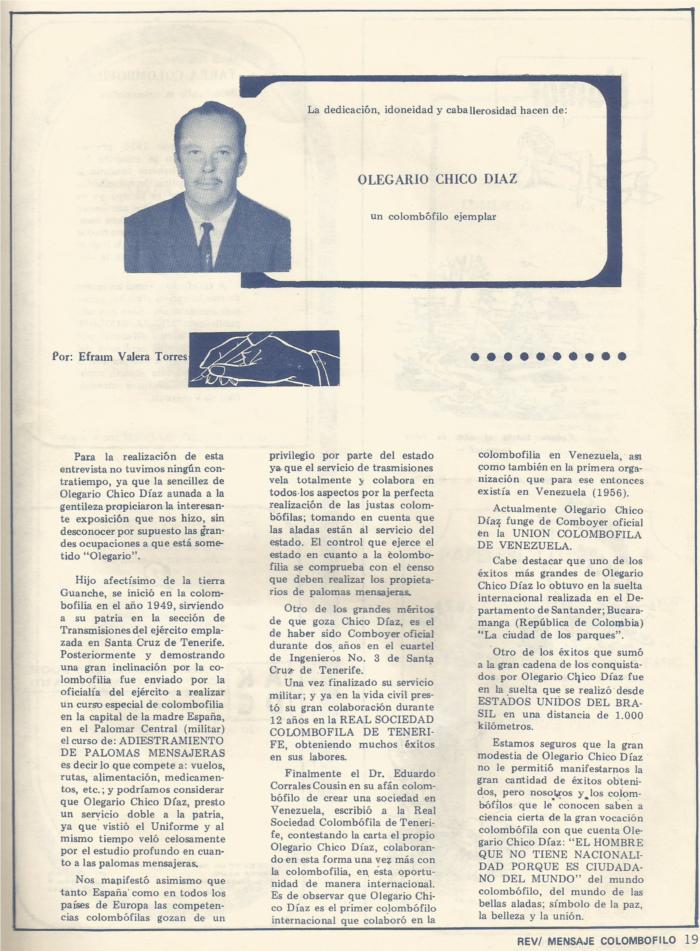 La dedicación, idoneidad y caballerosidad hacen de:
OLEGARIO CHICO DIAZ
un colombófilo ejemplar
Por: Efraim Valera Torres
Para la realización de esta
entrevista no tuvimos ningún con-
tratiempo, ya que la sencillez de
Olegario Chico Díaz aunada a la
gentileza propiciaron la interesan-
te exposición que nos hizo, sin
desconocer por supuesto las gran-
des ocupaciones a que está some-
tido "Olegario".
Hijo afectísimo de la tierra
Guanche, se inició en la colom-
bofilia en el año 1949, sirviendo
a su patria en la sección de
Transmisiones del ejército empla-
zada en Santa Cruz de Tenerife.
Posteriormente y demostrando
una gran inclinación por la co-
lombofilia fue enviado por la
oficialía del ejército a realizar
un curso especial de colombofilia
en la capital de la madre España,
en el Palomar Central (militar)
el curso de: ADIESTRAMIENTO
DE PALOMAS MENSAJERAS
es decir lo que compete a: vuelos,
rutas, alimentación, medicamen-
tos, etc.; y podríamos considerar
que Olegario Chico Díaz, presto
un servicio doble a la patria,
ya que vistió el Uniforme y al
mismo tiempo veló celosamente
por el estudio profundo en cuan-
to a las palomas mensajeras.
Nos manifestó asimismo que
tanto España como en todos los
países de Europa las competen-
cias colombófilas gozan de un
privilegio por parte del estado
ya que el servicio de trasmisiones
vela totalmente y colabora en
todos los aspectos por la perfecta
realización de las justas colom-
bófilas; tomando en cuenta que
las aladas están al servicio del
estado. El control que ejerce el
estado en cuanto a la colombo-
filia se comprueba con el censo
que deben realizar los propieta-
rios de palomas mensajeras.
Otro de los grandes méritos
de que goza Chico Díaz, es el
de haber sido Comboyer oficial
durante dos años en el cuartel
de Ingenieros No. 3 de Santa
Cruz de Tenerife.
Una vez finalizado su servicio
militar; y ya en la vida civil pres-
tó su gran colaboración durante
12 años en la REAL SOCIEDAD
COLOMBOFILA DE TENERI-
FE, obteniendo muchos éxitos
en sus labores.
Finalmente el Dr. Eduardo
Corrales Cousin en su afán colom-
bófilo de crear una sociedad en
Venezuela, escribió a la Real
Sociedad Colombófila de Teneri-
fe, contestando la carta el propio
Olegario Chico Díaz, colaboran-
do en esta forma una vez más con
la colombofilia, en esta oportu-
nidad de manera internacional.
Es de observar que Olegario Chi-
co Díaz es el primer colombófilo
internacional que colaboró en la
colombofilia en Venezuela, así
como también en la primera orga-
nización que para ese entonces
existía en Venezuela (1956).
Actualmente Olegario Chico
Díaz funge de Comboyer oficial
en la UNION COLOMBOFILA
DE VENEZUELA.
Cabe destacar que uno de los
éxitos más grandes de Olegario
Chico Díaz lo obtuvo en la suelta
internacional realizada en el De-
partamento de Santander; Bucara-
manga (República de Colombia)
"La ciudad de los parques".
Otro de los éxitos que sumó
a la gran cadena de los conquista-
dos por Olegario Chico Díaz fue
en la suelta que se realizó desde
ESTADOS UNIDOS DEL BRA-
SIL en una distancia de 1.000
kilómetros.
Estamos seguros que la gran
modestia de Olegario Chico Díaz
no le permitió manifestarnos la
gran cantidad de éxitos obteni-
dos, pero nosotros y los colom-
bófilos que le conocen saben a
ciencia cierta de la gran vocación
colombófila con que cuenta Ole-
gario Chico Díaz: "EL HOMBRE
QUE NO TIENE NACIONALI-
DAD PORQUE ES CIUDADA-
NO DEL MUNDO" del mundo
colombófilo, del mundo de las
bellas aladas; símbolo de la paz,
la belleza y la unión.
REV/ MENSAJE COLOMBOFILO 19